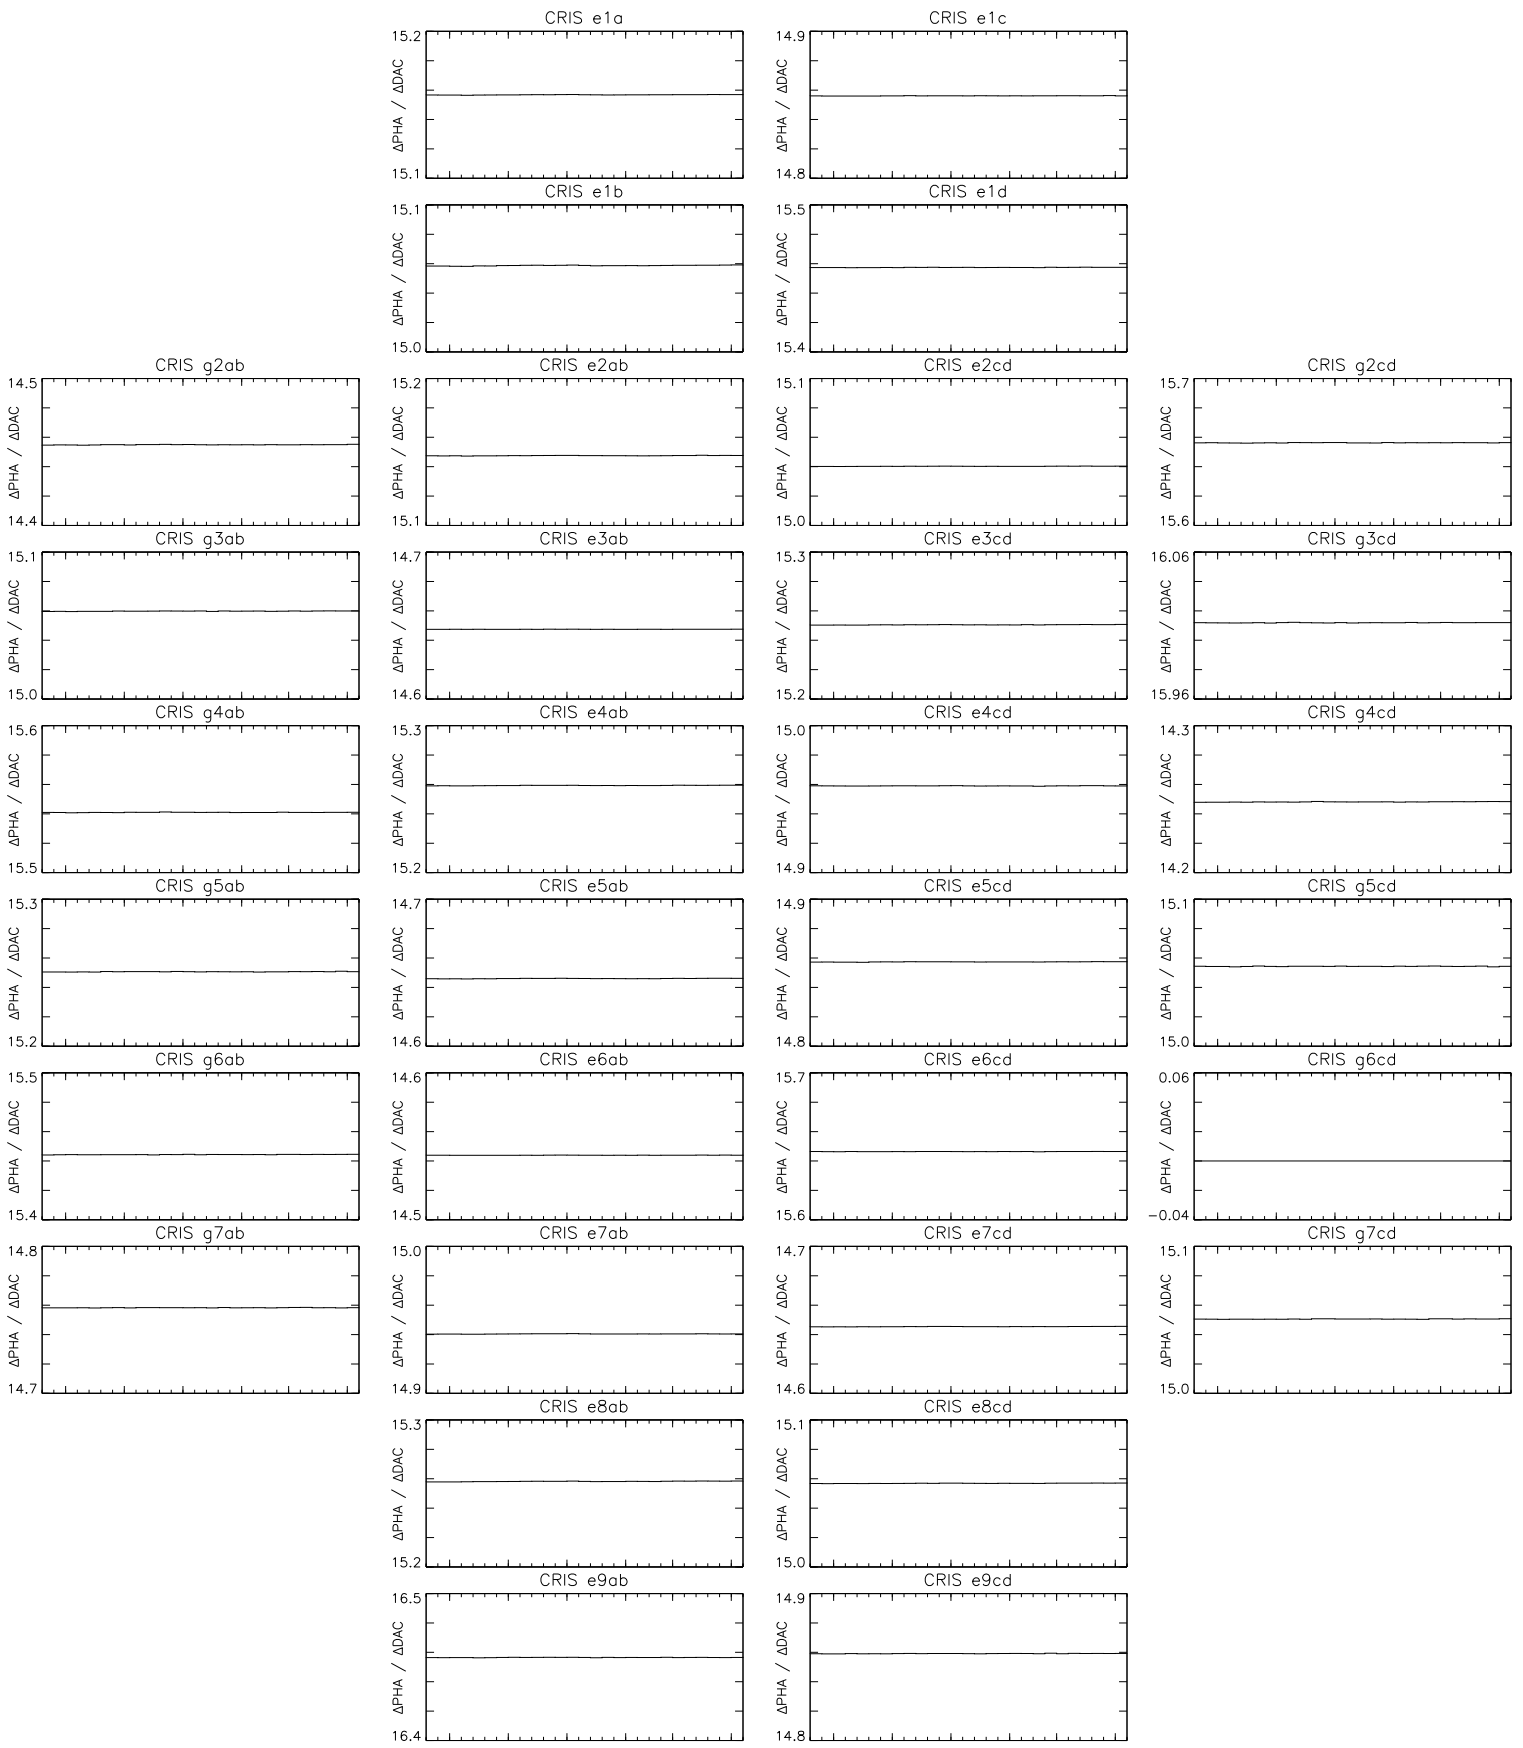 CRIS e1a
CRIS e1c
15.2
ΔPHA / ΔDAC
15.1
14.9
ΔPHA / ΔDAC
14.8
CRIS e1b
CRIS e1d
15.1
ΔPHA / ΔDAC
15.0
15.5
ΔPHA / ΔDAC
15.4
CRIS g2ab
CRIS e2ab
CRIS e2cd
CRIS g2cd
14.5
ΔPHA / ΔDAC
14.4
15.2
ΔPHA / ΔDAC
15.1
15.1
ΔPHA / ΔDAC
15.0
15.7
ΔPHA / ΔDAC
15.6
CRIS g3ab
CRIS e3ab
CRIS e3cd
CRIS g3cd
15.1
ΔPHA / ΔDAC
15.0
14.7
ΔPHA / ΔDAC
14.6
15.3
ΔPHA / ΔDAC
15.2
16.06
ΔPHA / ΔDAC
15.96
CRIS g4ab
CRIS e4ab
CRIS e4cd
CRIS g4cd
15.6
ΔPHA / ΔDAC
15.5
15.3
ΔPHA / ΔDAC
15.2
15.0
ΔPHA / ΔDAC
14.9
14.3
ΔPHA / ΔDAC
14.2
CRIS g5ab
CRIS e5ab
CRIS e5cd
CRIS g5cd
15.3
ΔPHA / ΔDAC
15.2
14.7
ΔPHA / ΔDAC
14.6
14.9
ΔPHA / ΔDAC
14.8
15.1
ΔPHA / ΔDAC
15.0
CRIS g6ab
CRIS e6ab
CRIS e6cd
CRIS g6cd
15.5
ΔPHA / ΔDAC
15.4
14.6
ΔPHA / ΔDAC
14.5
15.7
ΔPHA / ΔDAC
15.6
0.06
ΔPHA / ΔDAC
−0.04
CRIS g7ab
CRIS e7ab
CRIS e7cd
CRIS g7cd
14.8
ΔPHA / ΔDAC
14.7
15.0
ΔPHA / ΔDAC
14.9
14.7
ΔPHA / ΔDAC
14.6
15.1
ΔPHA / ΔDAC
15.0
CRIS e8ab
CRIS e8cd
15.3
ΔPHA / ΔDAC
15.2
15.1
ΔPHA / ΔDAC
15.0
CRIS e9ab
CRIS e9cd
16.5
ΔPHA / ΔDAC
16.4
14.9
ΔPHA / ΔDAC
14.8